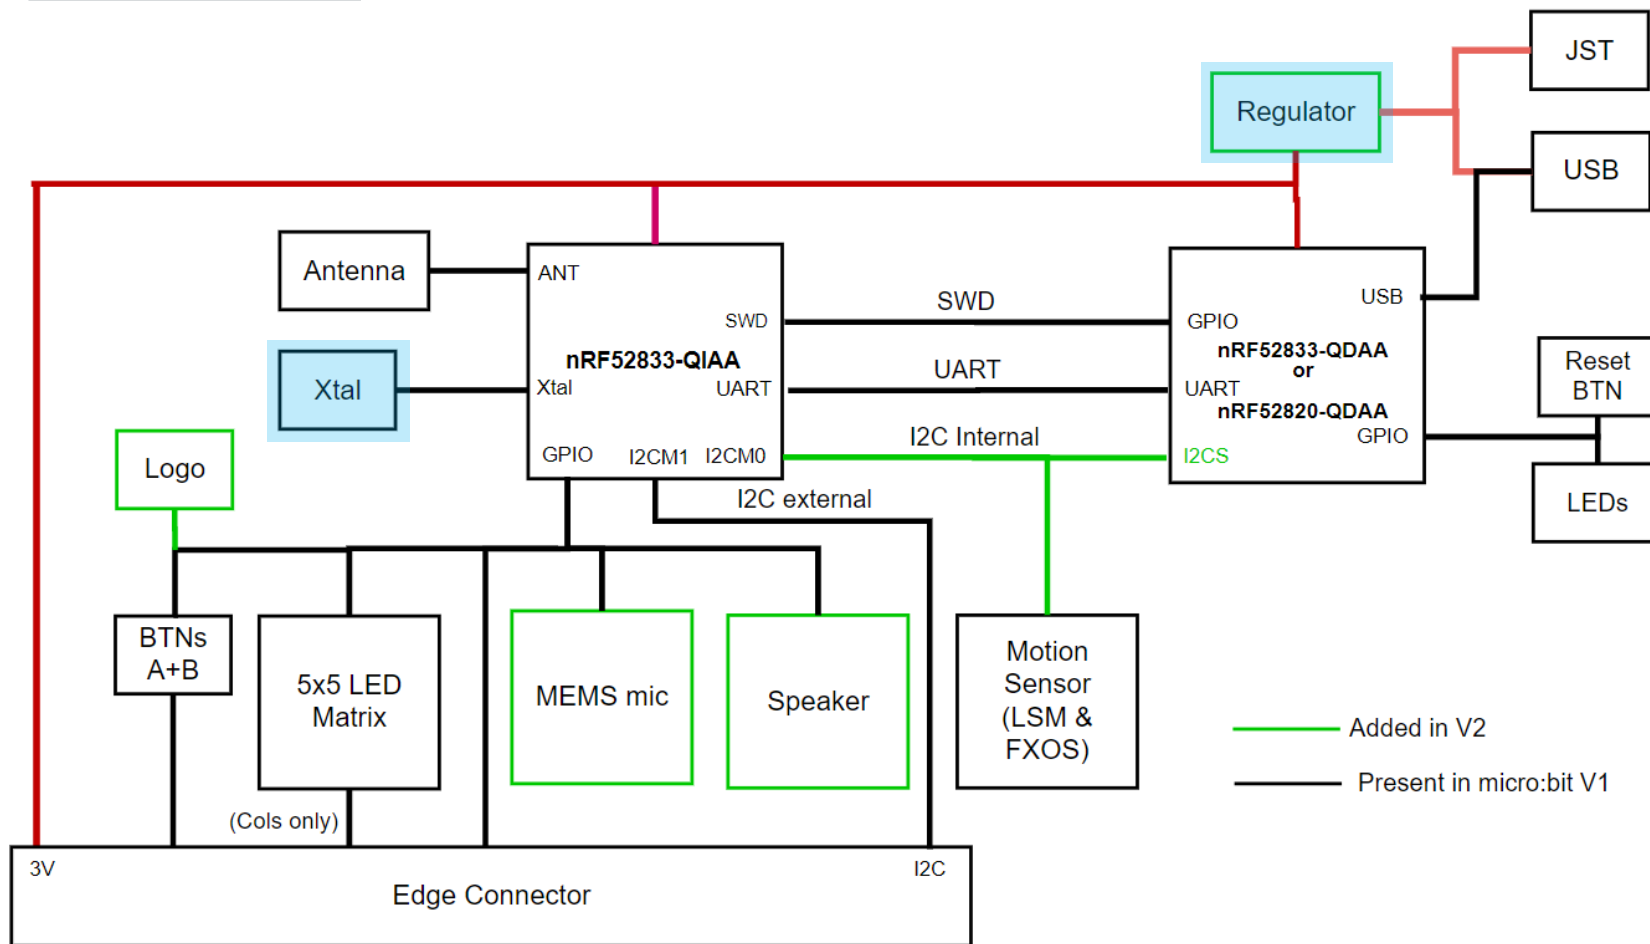 JST
Regulator
USB
Antenna
ANT
SWD
SWD
USB
GPIO
nRF52833-QIAA
nRF52833-QDAA
or
nRF52820-QDAA
Xtal
Xtal
UART
UART
UART
GPIO
Reset
BTN
LEDs
Logo
GPIO
I2CM1
I2CM0
I2C Internal
I2CS
I2C external
BTNs
A+B
5x5 LED
Matrix
MEMS mic
Speaker
Motion
Sensor
(LSM &
FXOS)
Added in V2
Present in micro:bit V1
(Cols only)
3V
I2C
Edge Connector